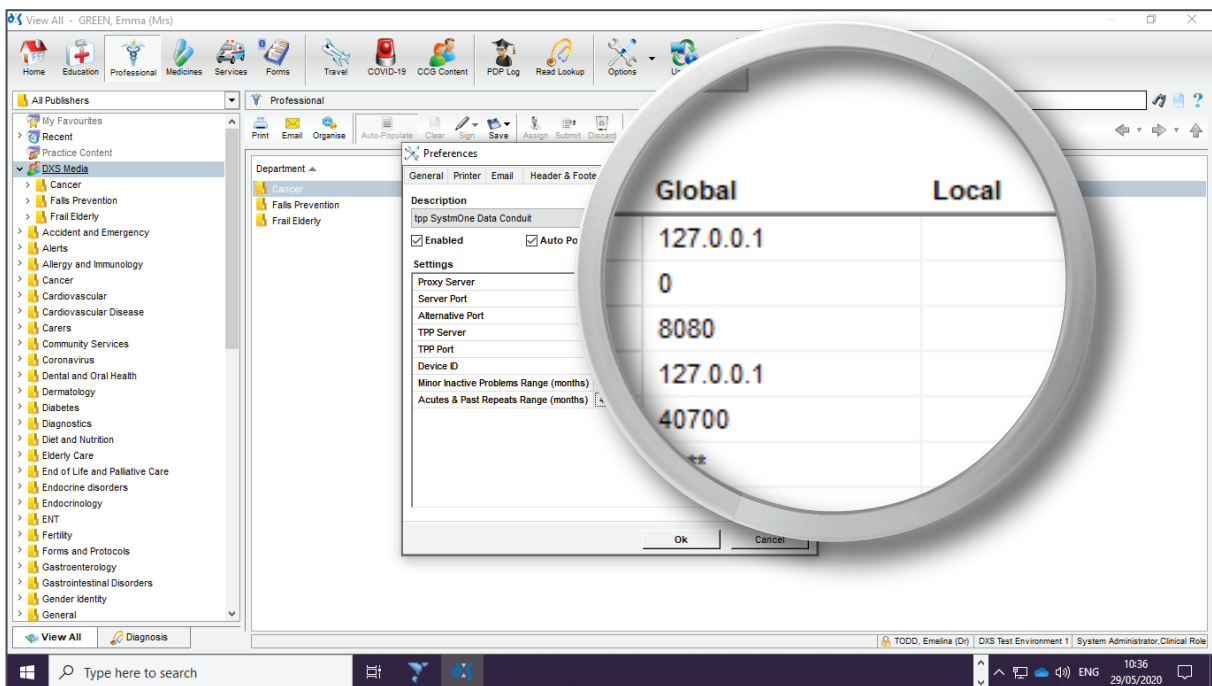 View All - GREEN, Emma (Mrs)
Home Education Professional Medicines Services Forms Travel COVID-19 CCG Content PDP Log Read Lookup Options
0
All Publishers
Professional
My Favourites
Recent
Practice Content
DXS Media
Cancer
Falls Prevention
Frail Elderly
Accident and Emergency
Alerts
Allergy and Immunology
Cancer
Cardiovascular
Cardiovascular Disease
Carers
Community Services
Coronavirus
Dental and Oral Health
Dermatology
Diabetes
Diagnostics
Diet and Nutrition
Elderly Care
End of Life and Palliative Care
Endocrine disorders
Endocrinology
ENT
Fertility
Forms and Protocols
Gastroenterology
Gastrointestinal Disorders
Gender Identity
General
View All Diagnosis
Print Email Organise Auto-Populate Clear Sign Save Assign Submit Discard
Department
Cancer
Falls Prevention
Frail Elderly
Preferences
General Printer Email Header & Foote
Description
tpp SystmOne Data Conduit
Enabled Auto Po
Settings
Proxy Server
Server Port
Alternative Port
TPP Server
TPP Port
Device ID
Minor Inactive Problems Range (months)
Acutes & Past Repeats Range (months)
Global Local
127.0.0.1
0
8080
127.0.0.1
40700
Ok Cancel
TODD, Emelina (Dr) DXS Test Environment 1 System Administrator,Clinical Role
Type here to search
ENG
10:36
29/05/2020